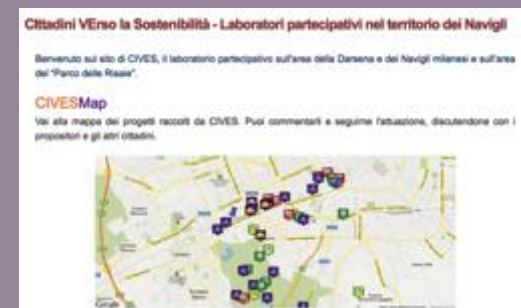 CIttadini VErso la Sostenibilità - Laboratori partecipativi nel territorio dei Navigli
Benvenuto sul sito di CIVES, il laboratorio partecipativo sull'area della Darsena e dei Navigli milanesi e sull'area
del "Parco delle Risaie".
CIVESMap
Vai alla mappa dei progetti raccolti da CIVES. Puoi commentarli e seguirne l'attuazione, discutendone con i
propositori e gli altri cittadini.
Google